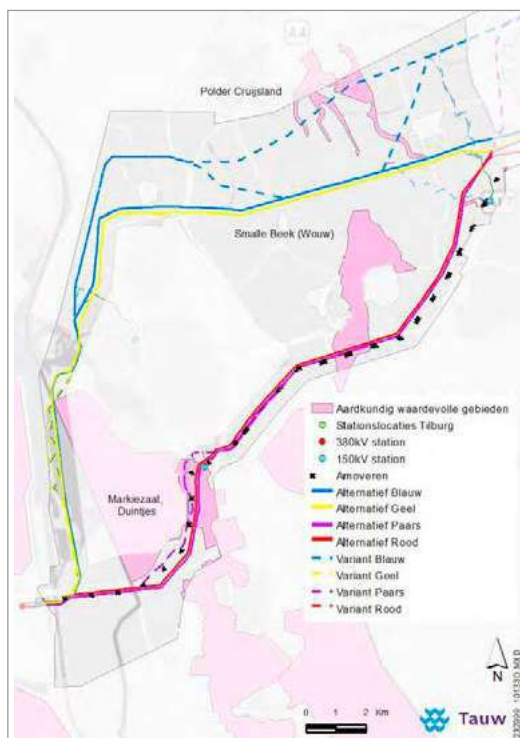 A4
Polder Cruijsland
Smalle Beek (Wouw)
Markiezaat,
Duintjes
Aardkundig waardevolle gebieden
Stationslocaties Tilburg
380kV station
150kV station
Amoveren
Alternatief Blauw
Alternatief Geel
Alternatief Paars
Alternatief Rood
Variant Blauw
Variant Geel
Variant Paars
Variant Rood
N
0 1 2 Km
Tauw